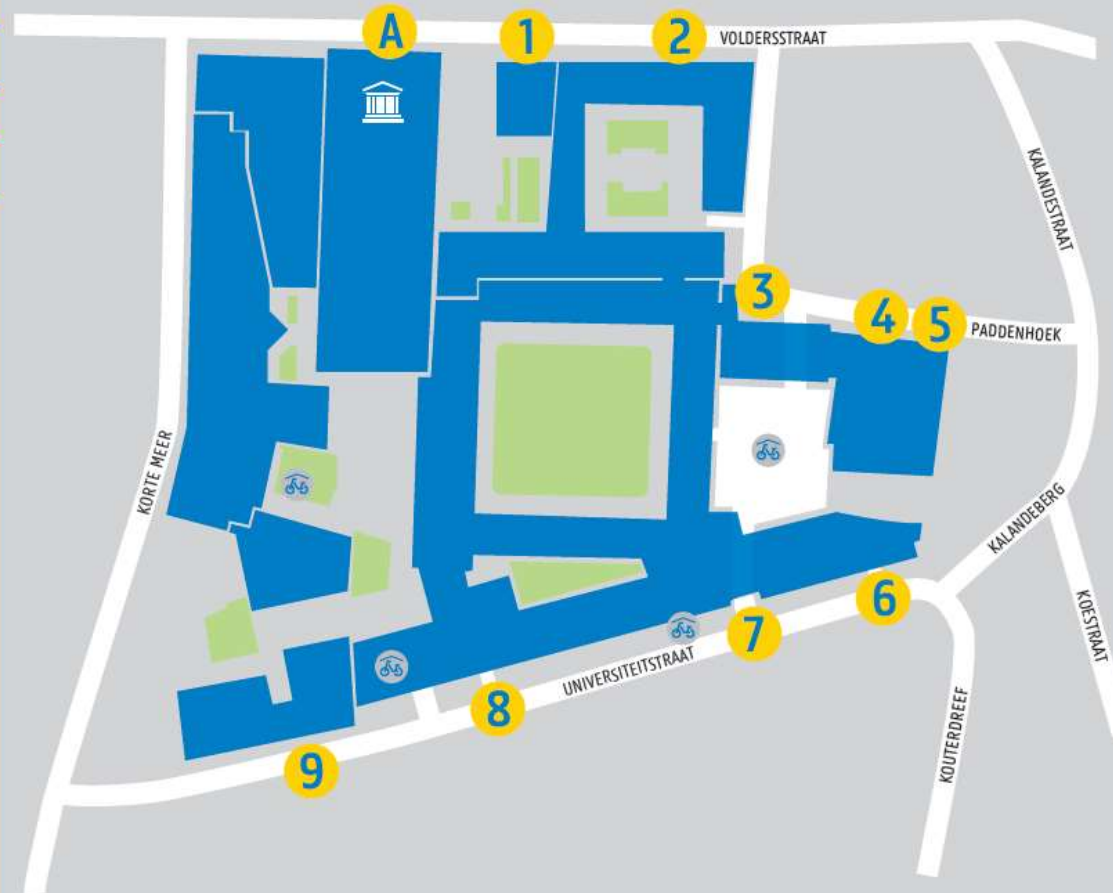 A
1
2
VOLDERSSTRAAT
KALANDESTRAAT
3
4
5
PADDENHOEK
KORTE MEER
KALANDEBERG
6
KOESTRAAT
7
UNIVERSITEITSTRAAT
8
KOUTERDREEF
9